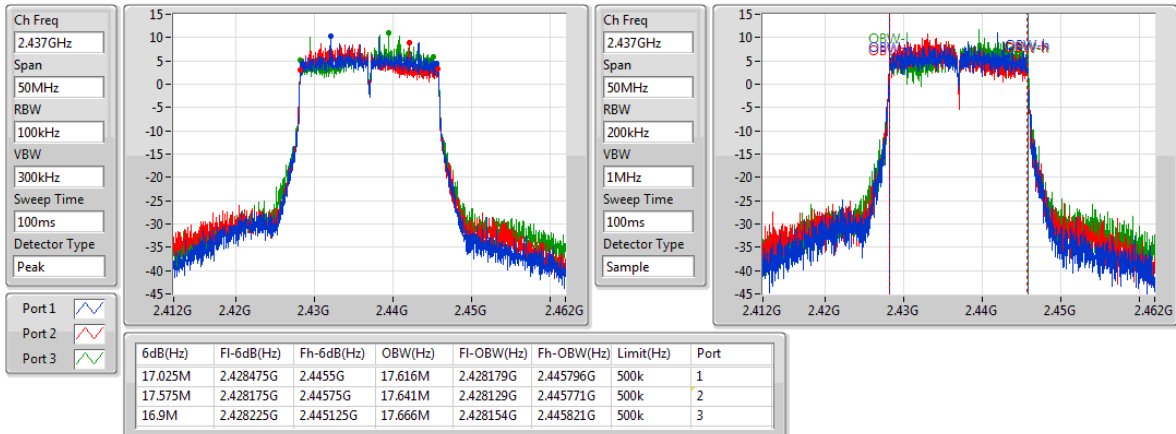 Ch Freq
2.437GHz
Span
50MHz
RBW
100kHz
VBW
300kHz
Sweep Time
100ms
Detector Type
Peak
Port 1
Port 2
Port 3
15
10
5
0
-5
-10
-15
-20
-25
-30
-35
-40
-45
2.412G 2.42G 2.43G 2.44G 2.45G 2.462G
Ch Freq
2.437GHz
Span
50MHz
RBW
200kHz
VBW
1MHz
Sweep Time
100ms
Detector Type
Sample
15
10
5
0
-5
-10
-15
-20
-25
-30
-35
-40
-45
OBW-l
OBW-h
2.412G 2.42G 2.43G 2.44G 2.45G 2.462G
6dB(Hz) Fl-6dB(Hz) Fh-6dB(Hz) OBW(Hz) Fl-OBW(Hz) Fh-OBW(Hz) Limit(Hz) Port
17.025M 2.428475G 2.4455G 17.616M 2.428179G 2.445796G 500k 1
17.575M 2.428175G 2.44575G 17.641M 2.428129G 2.445771G 500k 2
16.9M 2.428225G 2.445125G 17.666M 2.428154G 2.445821G 500k 3